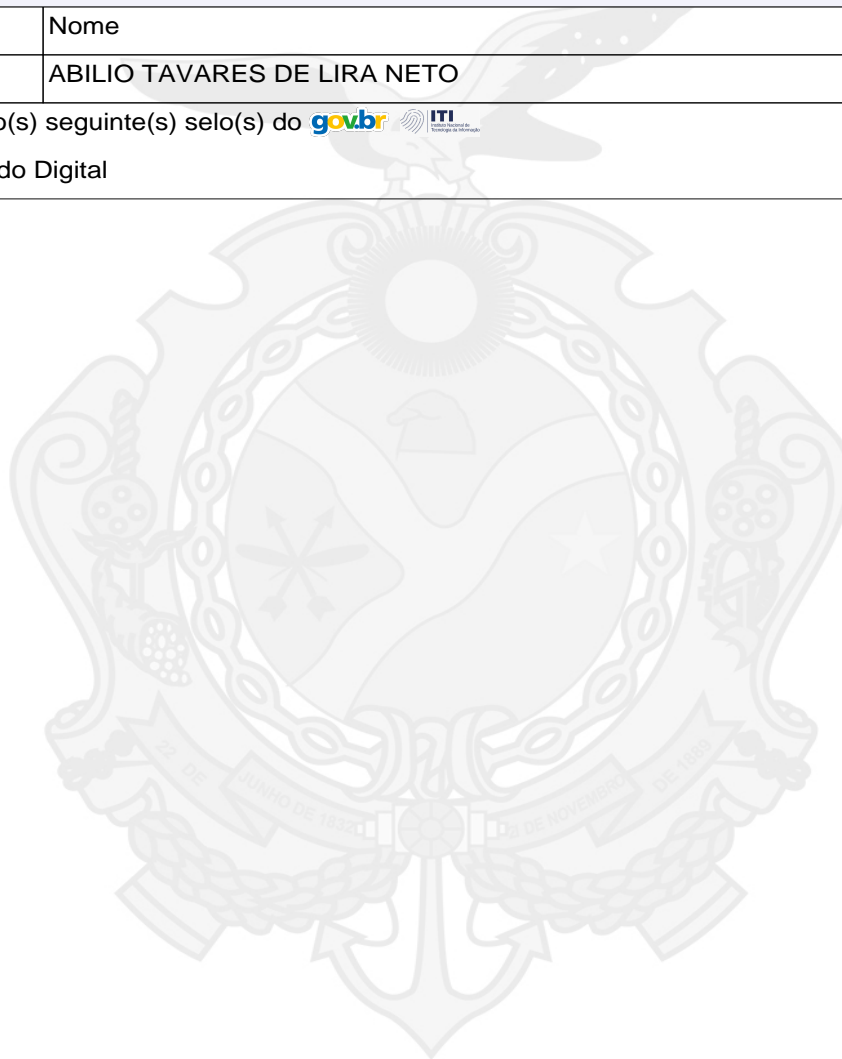 Nome
ABILIO TAVARES DE LIRA NETO
o(s) seguinte(s) selo(s) do gov.br ITI
do Digital
22 DE JUNHO DE 1832 21 DE NOVEMBRO DE 1889